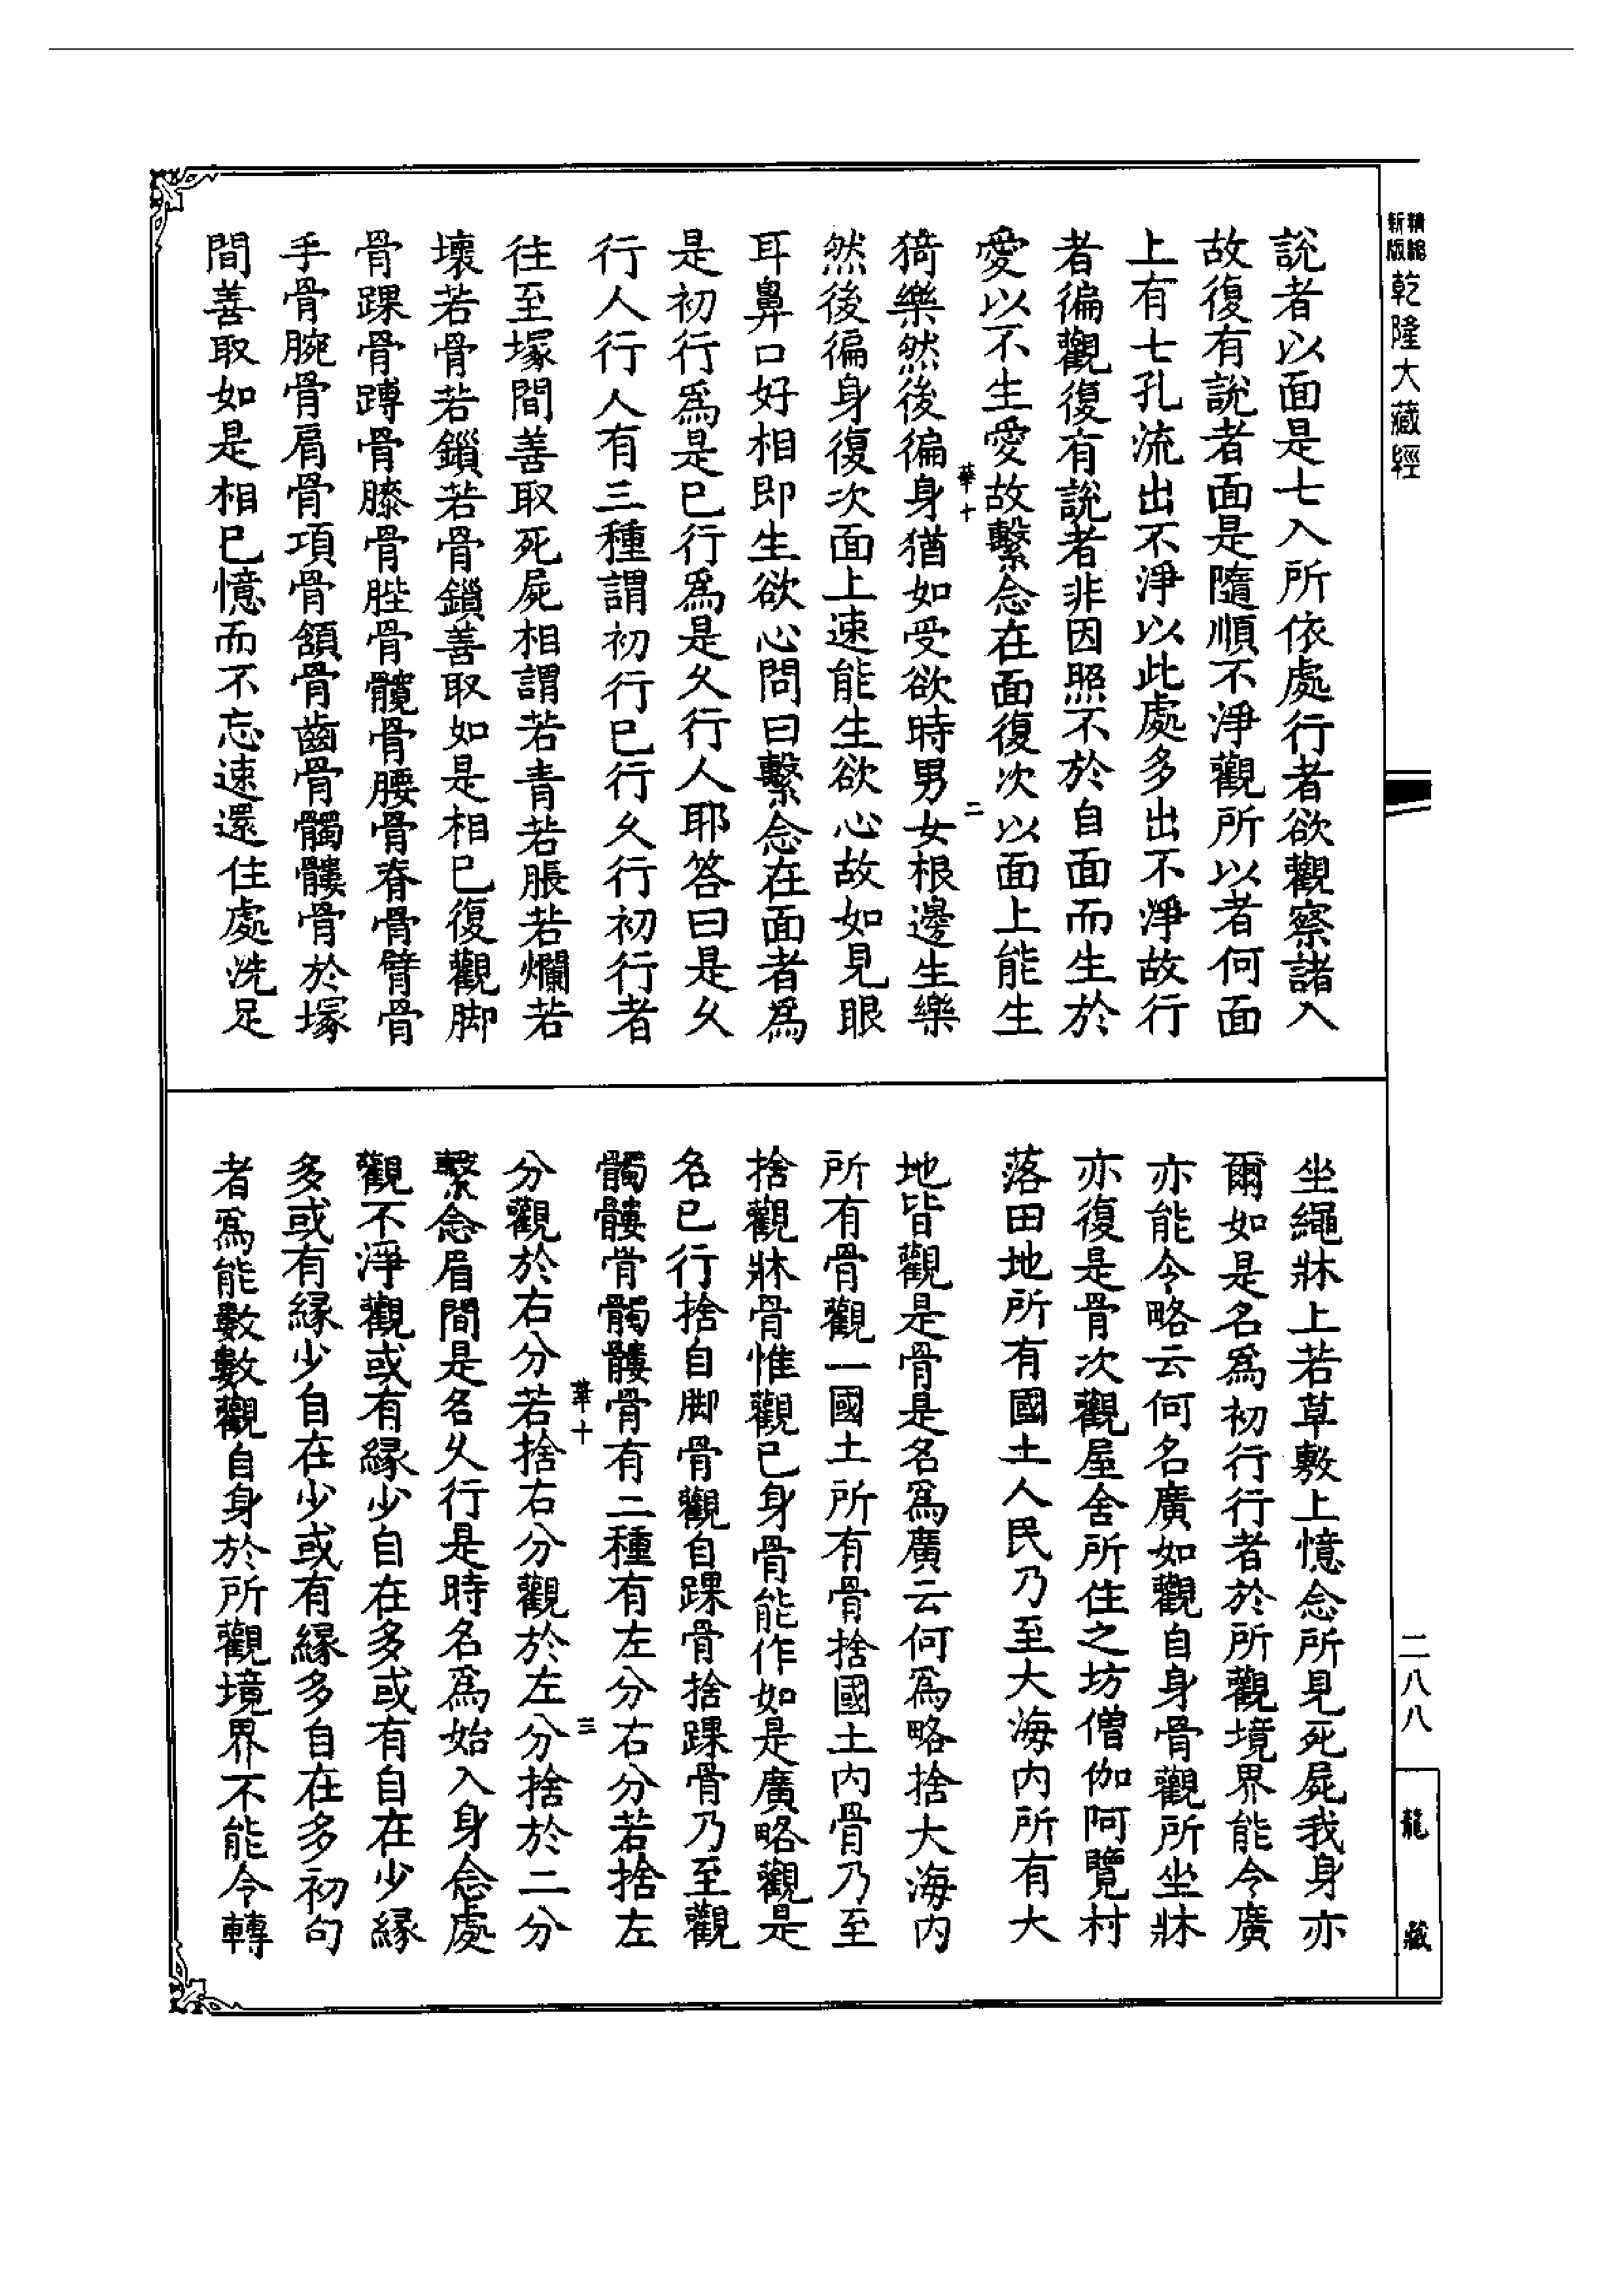 精縮新版乾隆大藏經
說者以面是七入所依處行者欲觀察諸入
故復有說者面是隨順不淨觀所以者何面
上有七孔流出不淨以此處多出不淨故行
者徧觀復有說者非因照不於自面而生於
愛以不生愛故繫念在面復次以面上能生
猗樂然後徧身猶如受欲時男女根邊生樂
華十
二
然後徧身復次面上速能生欲心故如見眼
耳鼻口好相即生欲心問曰繫念在面者爲
是初行爲是已行爲是久行人耶答曰是久
行人行人有三種謂初行已行久行初行者
往至塚間善取死屍相謂若青若脹若爛若
壞若骨若鎖若骨鎖善取如是相已復觀脚
骨踝骨蹲骨膝骨䏶骨髖骨腰骨脊骨臂骨
手骨腕骨肩骨項骨頷骨齒骨髑髏骨於塚
間善取如是相已憶而不忘速還住處洗足
坐繩牀上若草敷上憶念所見死屍我身亦
爾如是名爲初行行者於所觀境界能令廣
亦能令略云何名廣如觀自身骨觀所坐牀
亦復是骨次觀屋舍所住之坊僧伽阿覽村
落田地所有國土人民乃至大海內所有大
地皆觀是骨是名爲廣云何爲略捨大海内
所有骨觀一國土所有骨捨國土内骨乃至
捨觀牀骨惟觀已身骨能作如是廣略觀是
名已行捨自脚骨觀自踝骨捨踝骨乃至觀
髑髏骨髑髏骨有二種有左分右分若捨左
華十
三
分觀於右分若捨右分觀於左分捨於二分
繫念眉間是名久行是時名爲始入身念處
觀不淨觀或有緣少自在多或有自在少緣
多或有緣少自在少或有緣多自在多初句
者爲能數數觀自身於所觀境界不能令轉
二八八
龍藏